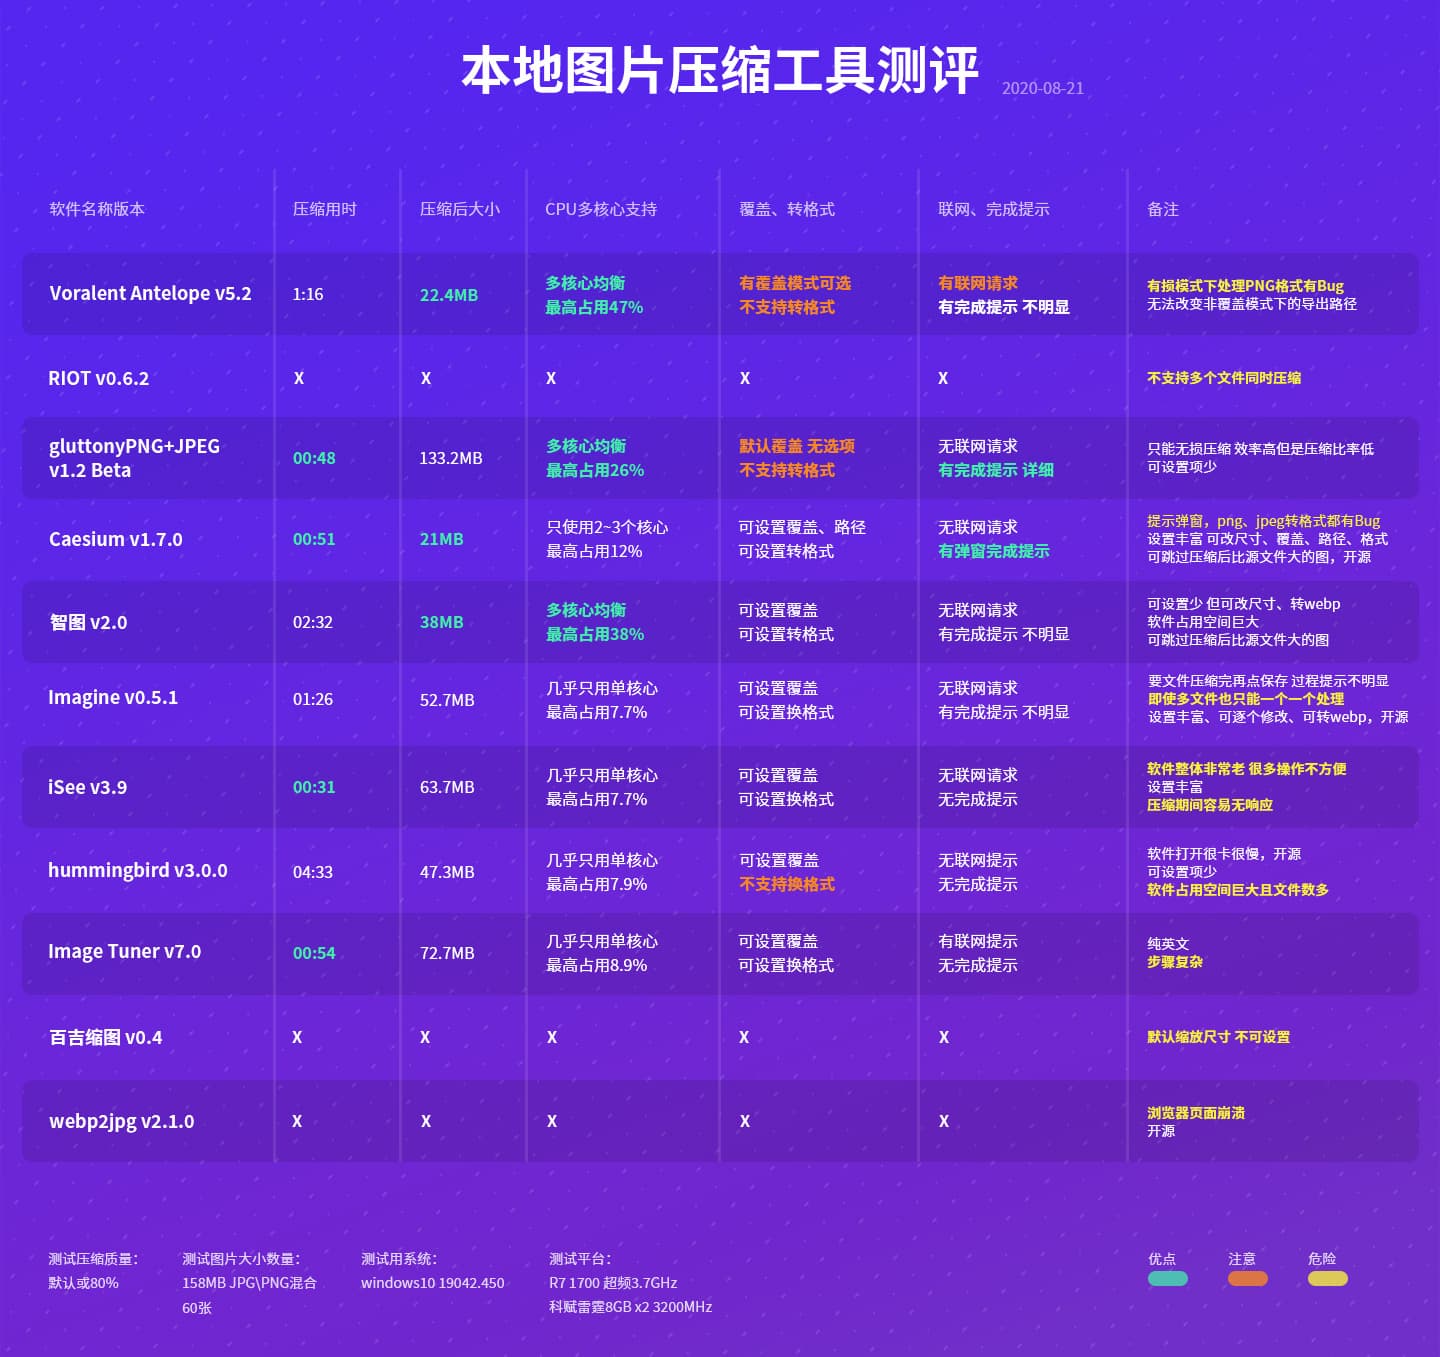 本地图片压缩工具测评
2020-08-21
软件名称版本 压缩用时 压缩后大小 CPU多核心支持 覆盖、转格式 联网、完成提示 备注
Voralent Antelope v5.2
1:16
22.4MB
多核心均衡
最高占用47%
有覆盖模式可选
不支持转格式
有联网请求
有完成提示 不明显
有损模式下处理PNG格式有Bug
无法改变非覆盖模式下的导出路径
RIOT v0.6.2
X
X
X
X
X
不支持多个文件同时压缩
gluttonyPNG+JPEG
v1.2 Beta
00:48
133.2MB
多核心均衡
最高占用26%
默认覆盖 无选项
不支持转格式
无联网请求
有完成提示 详细
只能无损压缩 效率高但是压缩比率低
可设置项少
Caesium v1.7.0
00:51
21MB
只使用2~3个核心
最高占用12%
可设置覆盖、路径
可设置转格式
无联网请求
有弹窗完成提示
提示弹窗，png、jpeg转格式都有Bug
设置丰富 可改尺寸、覆盖、路径、格式
可跳过压缩后比源文件大的图，开源
智图 v2.0
02:32
38MB
多核心均衡
最高占用38%
可设置覆盖
可设置转格式
无联网请求
有完成提示 不明显
可设置少 但可改尺寸、转webp
软件占用空间巨大
可跳过压缩后比源文件大的图
Imagine v0.5.1
01:26
52.7MB
几乎只用单核心
最高占用7.7%
可设置覆盖
可设置换格式
无联网请求
有完成提示 不明显
要文件压缩完再点保存 过程提示不明显
即使多文件也只能一个一个处理
设置丰富、可逐个修改、可转webp，开源
iSee v3.9
00:31
63.7MB
几乎只用单核心
最高占用7.7%
可设置覆盖
可设置换格式
无联网请求
无完成提示
软件整体非常老 很多操作不方便
设置丰富
压缩期间容易无响应
hummingbird v3.0.0
04:33
47.3MB
几乎只用单核心
最高占用7.9%
可设置覆盖
不支持换格式
无联网提示
无完成提示
软件打开很卡很慢，开源
可设置项少
软件占用空间巨大且文件数多
Image Tuner v7.0
00:54
72.7MB
几乎只用单核心
最高占用8.9%
可设置覆盖
可设置换格式
有联网提示
无完成提示
纯英文
步骤复杂
百吉缩图 v0.4
X
X
X
X
X
默认缩放尺寸 不可设置
webp2jpg v2.1.0
X
X
X
X
X
浏览器页面崩溃
开源
测试压缩质量：
默认或80%
测试图片大小数量：
158MB JPG\PNG混合
60张
测试用系统：
windows10 19042.450
测试平台：
R7 1700 超频3.7GHz
科赋雷霆8GB x2 3200MHz
优点
注意
危险